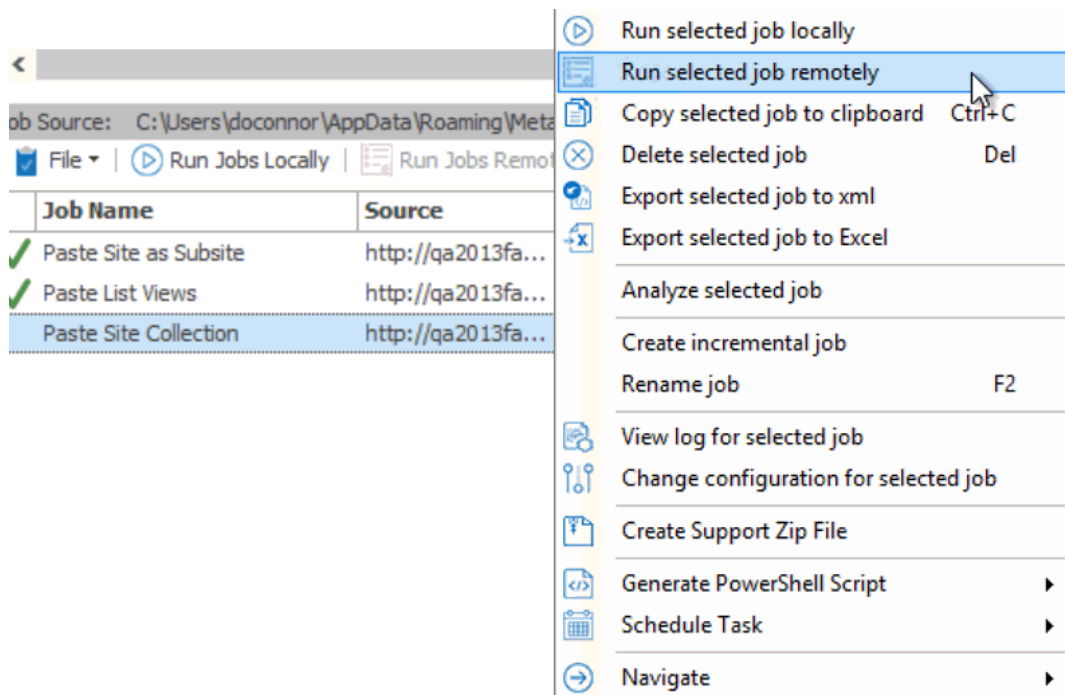 ob Source: C:\Users\doconnor\AppData\Roaming\Meta
File Run Jobs Locally Run Jobs Remot
Job Name Source
Paste Site as Subsite http://qa2013fa...
Paste List Views http://qa2013fa...
Paste Site Collection http://qa2013fa...
Run selected job locally
Run selected job remotely
Copy selected job to clipboard Ctrl+C
Delete selected job Del
Export selected job to xml
Export selected job to Excel
Analyze selected job
Create incremental job
Rename job F2
View log for selected job
Change configuration for selected job
Create Support Zip File
Generate PowerShell Script
Schedule Task
Navigate